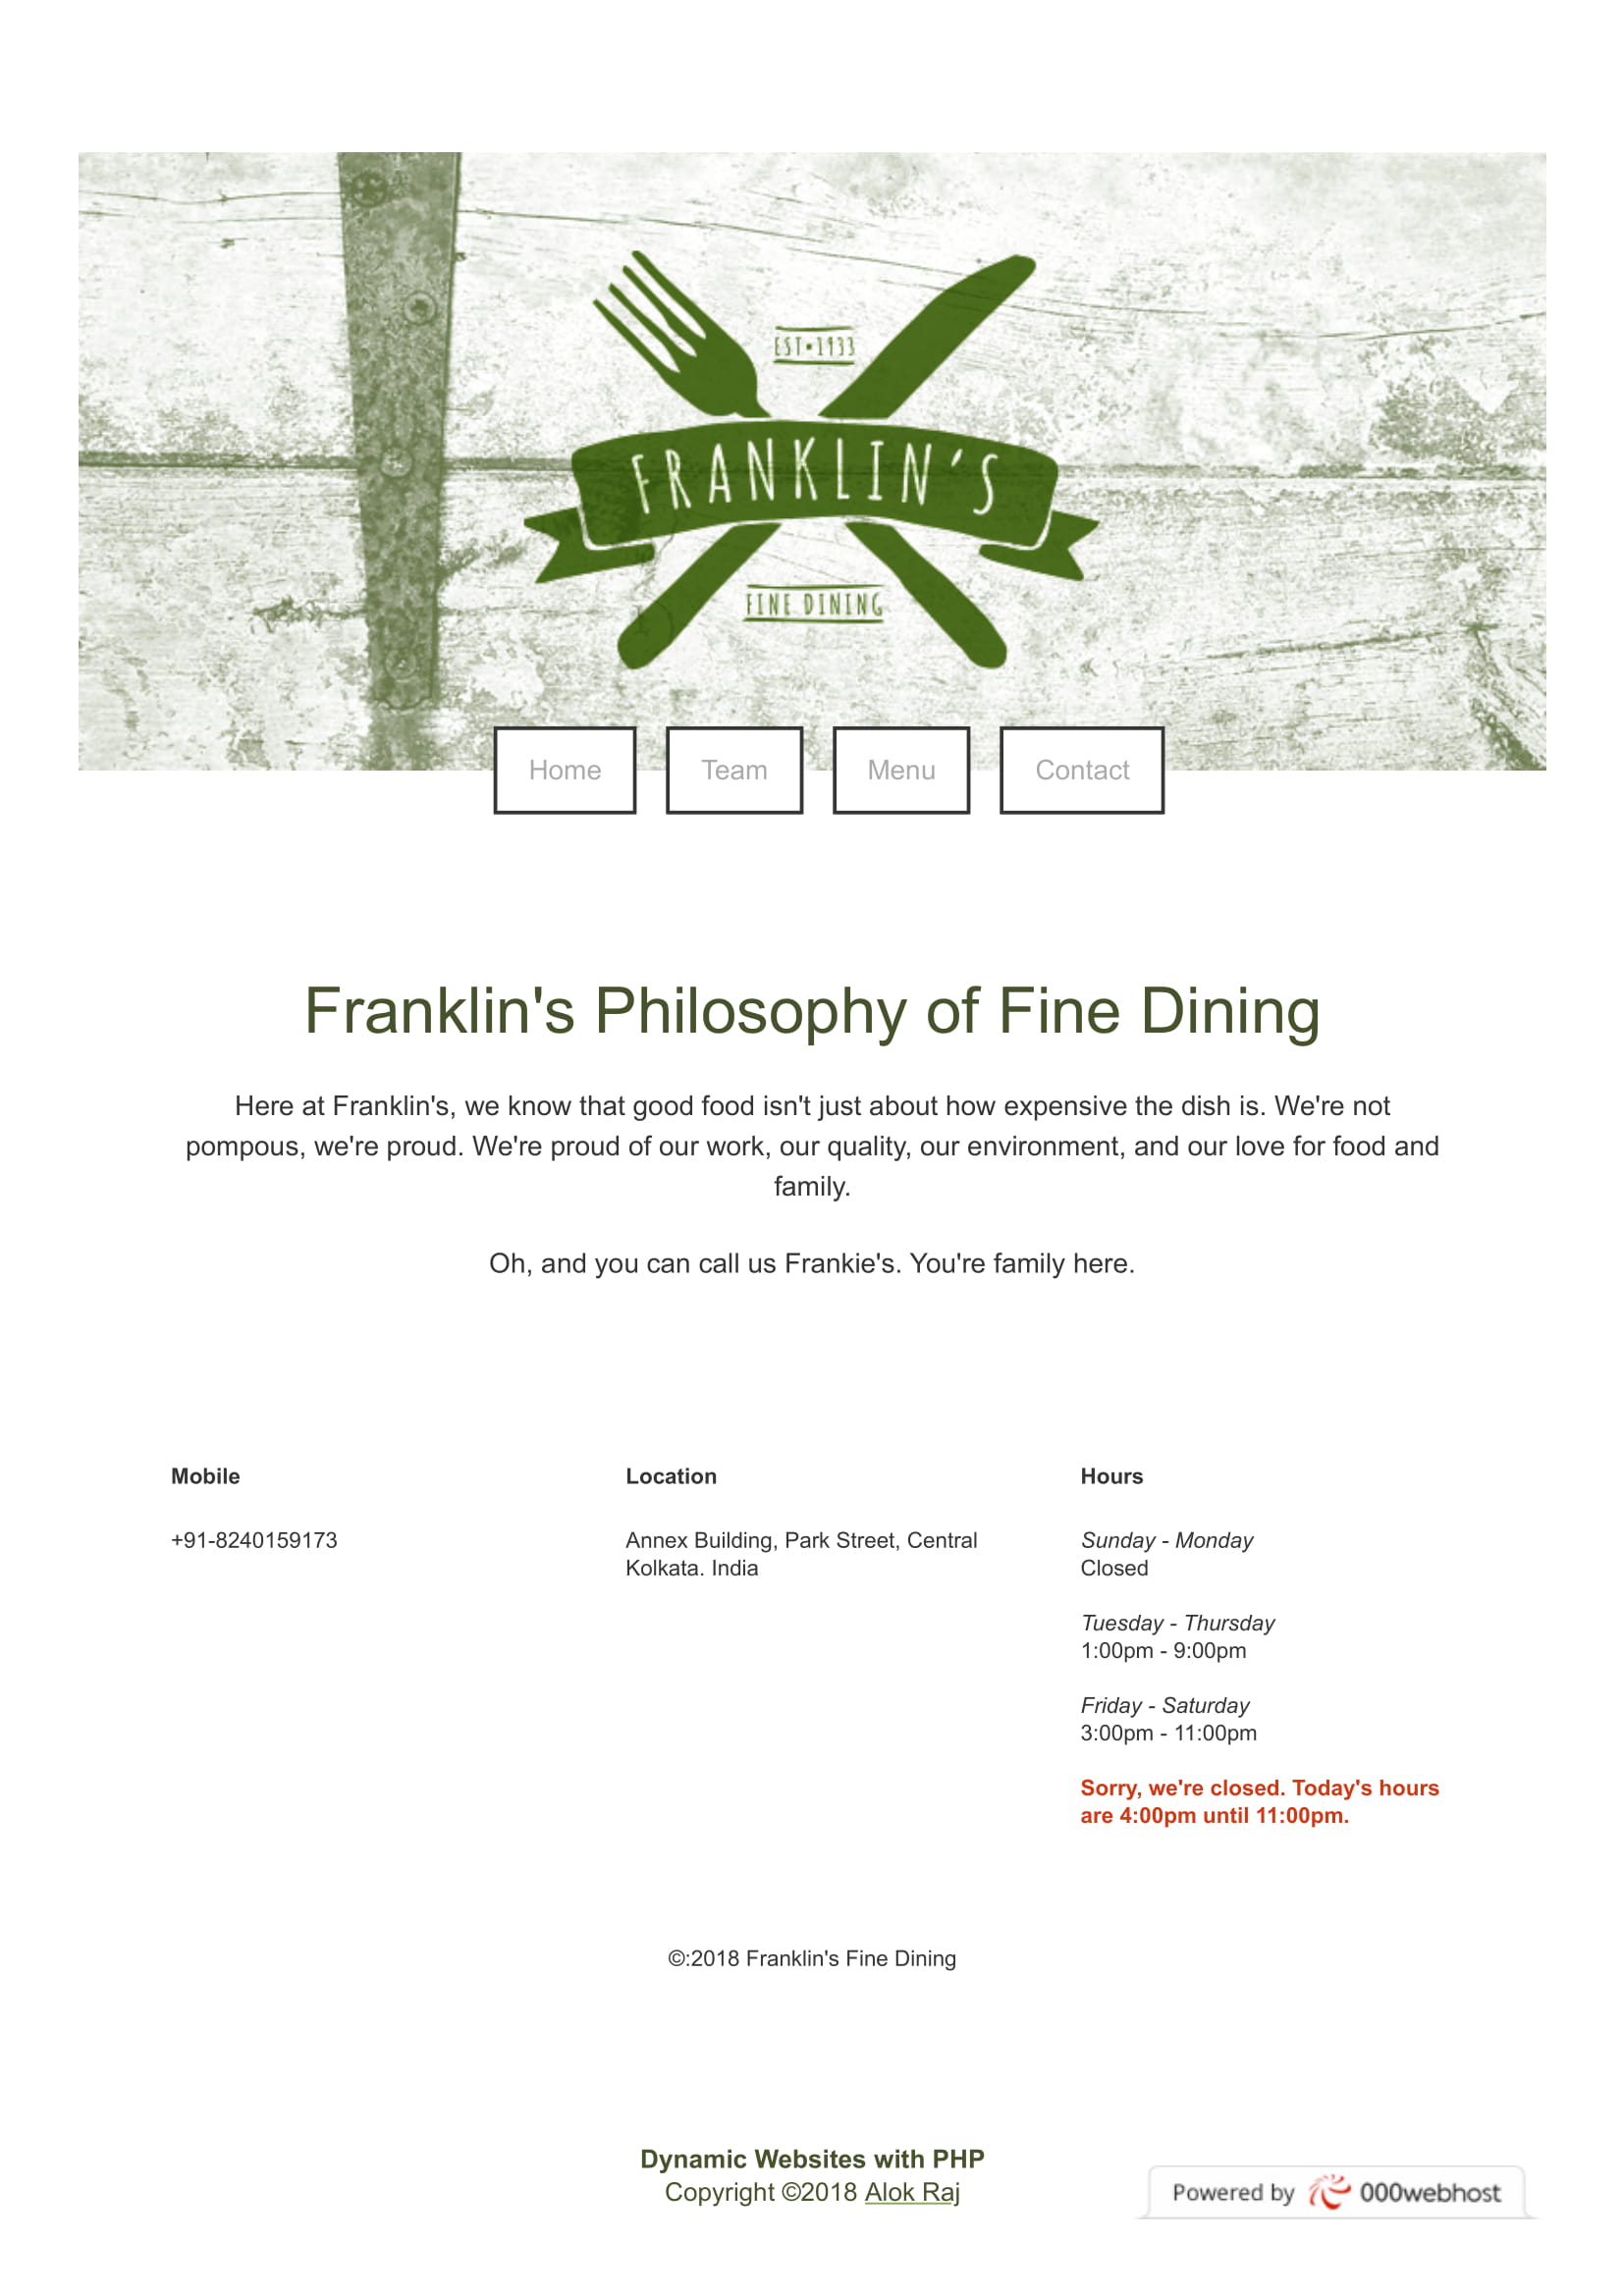 EST•1933
FRANKLIN'S
FINE DINING
Home Team Menu Contact
Franklin's Philosophy of Fine Dining
Here at Franklin's, we know that good food isn't just about how expensive the dish is. We're not
pompous, we're proud. We're proud of our work, our quality, our environment, and our love for food and
family.
Oh, and you can call us Frankie's. You're family here.
Mobile
+91-8240159173
Location
Annex Building, Park Street, Central
Kolkata. India
Hours
Sunday - Monday
Closed
Tuesday - Thursday
1:00pm - 9:00pm
Friday - Saturday
3:00pm - 11:00pm
Sorry, we're closed. Today's hours
are 4:00pm until 11:00pm.
©:2018 Franklin's Fine Dining
Dynamic Websites with PHP
Copyright ©2018 Alok Raj
Powered by 000webhost